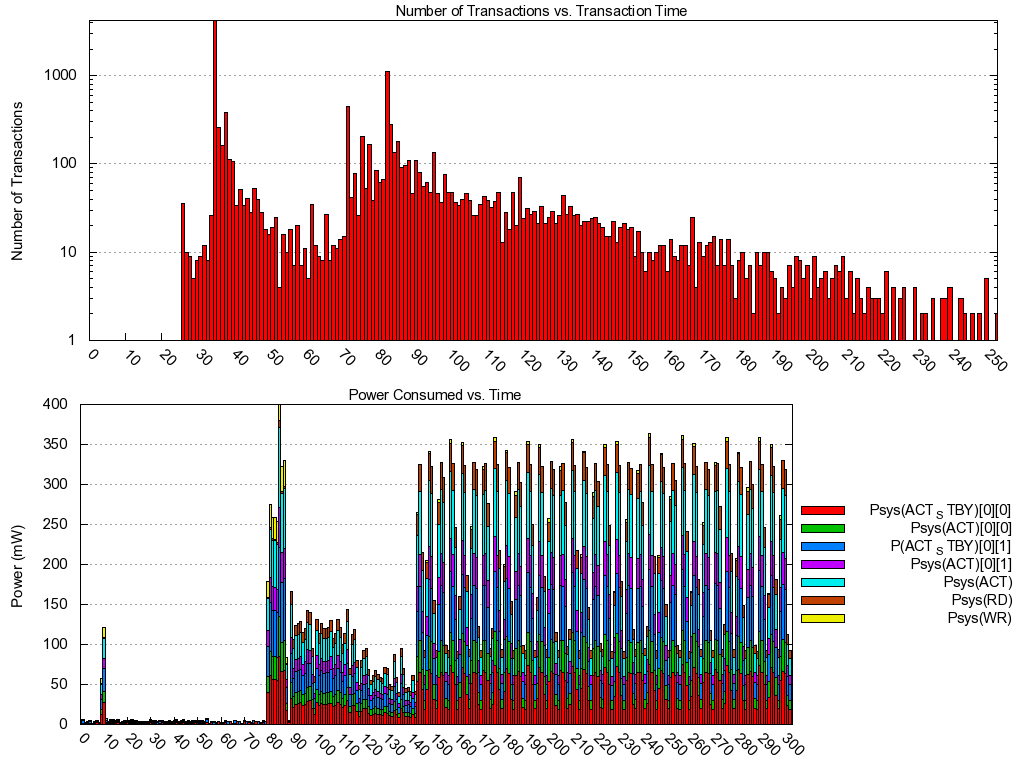 Number of Transactions vs. Transaction Time
1000
100
10
1
Number of Transactions
0 10 20 30 40 50 60 70 80 90 100 110 120 130 140 150 160 170 180 190 200 210 220 230 240 250
Power Consumed vs. Time
400
350
300
250
200
150
100
50
0
Power (mW)
0 10 20 30 40 50 60 70 80 90 100 110 120 130 140 150 160 170 180 190 200 210 220 230 240 250 260 270 280 290 300
Psys(ACT S TBY)[0][0]
Psys(ACT)[0][0]
P(ACT S TBY)[0][1]
Psys(ACT)[0][1]
Psys(ACT)
Psys(RD)
Psys(WR)